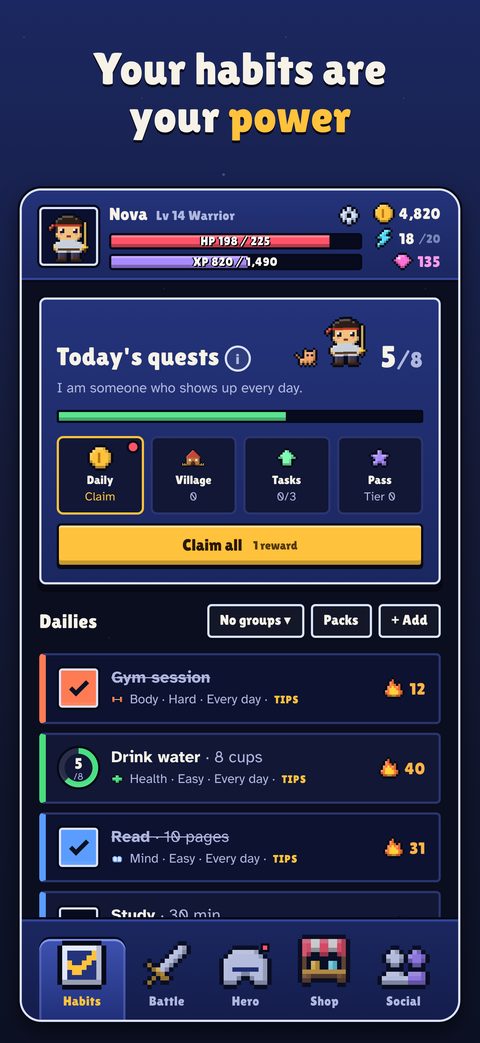 Your habits are
your power
Nova Lv 14 Warrior
4,820
HP 198 / 225
18 /20
XP 820 / 1,490
135
Today's quests i
5/8
I am someone who shows up every day.
Daily
Claim
Village
0
Tasks
0/3
Pass
Tier 0
Claim all 1 reward
Dailies
No groups ▾
Packs
+ Add
Gym session
Body · Hard · Every day · TIPS
12
5
/8
Drink water · 8 cups
Health · Easy · Every day · TIPS
40
Read · 10 pages
Mind · Easy · Every day · TIPS
31
Study · 30 min
Habits
Battle
Hero
Shop
Social